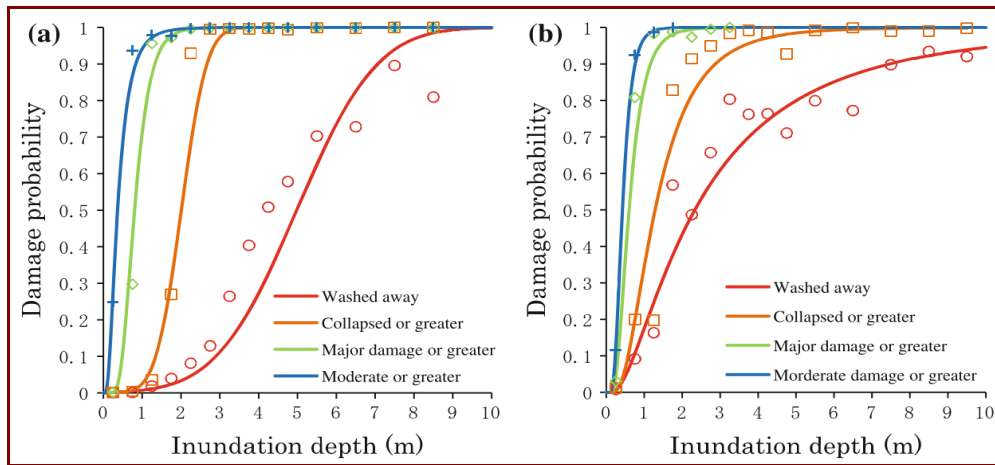 (a)
Damage probability
1
0. 9
0. 8
0. 7
0. 6
0. 5
0. 4
0. 3
0. 2
0. 1
0
0 1 2 3 4 5 6 7 8 9 10
Inundation depth (m)
Washed away
Collapsed or greater
Major damage or greater
Moderate or greater
(b)
Damage probability
1
0. 9
0. 8
0. 7
0. 6
0. 5
0. 4
0. 3
0. 2
0. 1
0
0 1 2 3 4 5 6 7 8 9 10
Inundation depth (m)
Washed away
Collapsed or greater
Major damage or greater
Morderate damage or greater